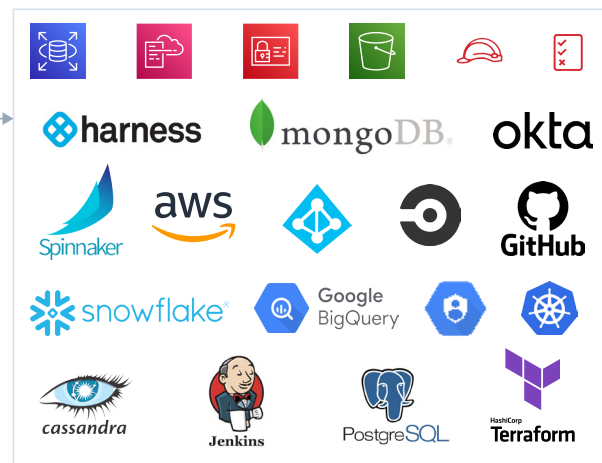 harness
mongoDB®
okta
Spinnaker
aws
GitHub
snowflake®
Google
BigQuery
cassandra
Jenkins
PostgreSQL
HashiCorp
Terraform